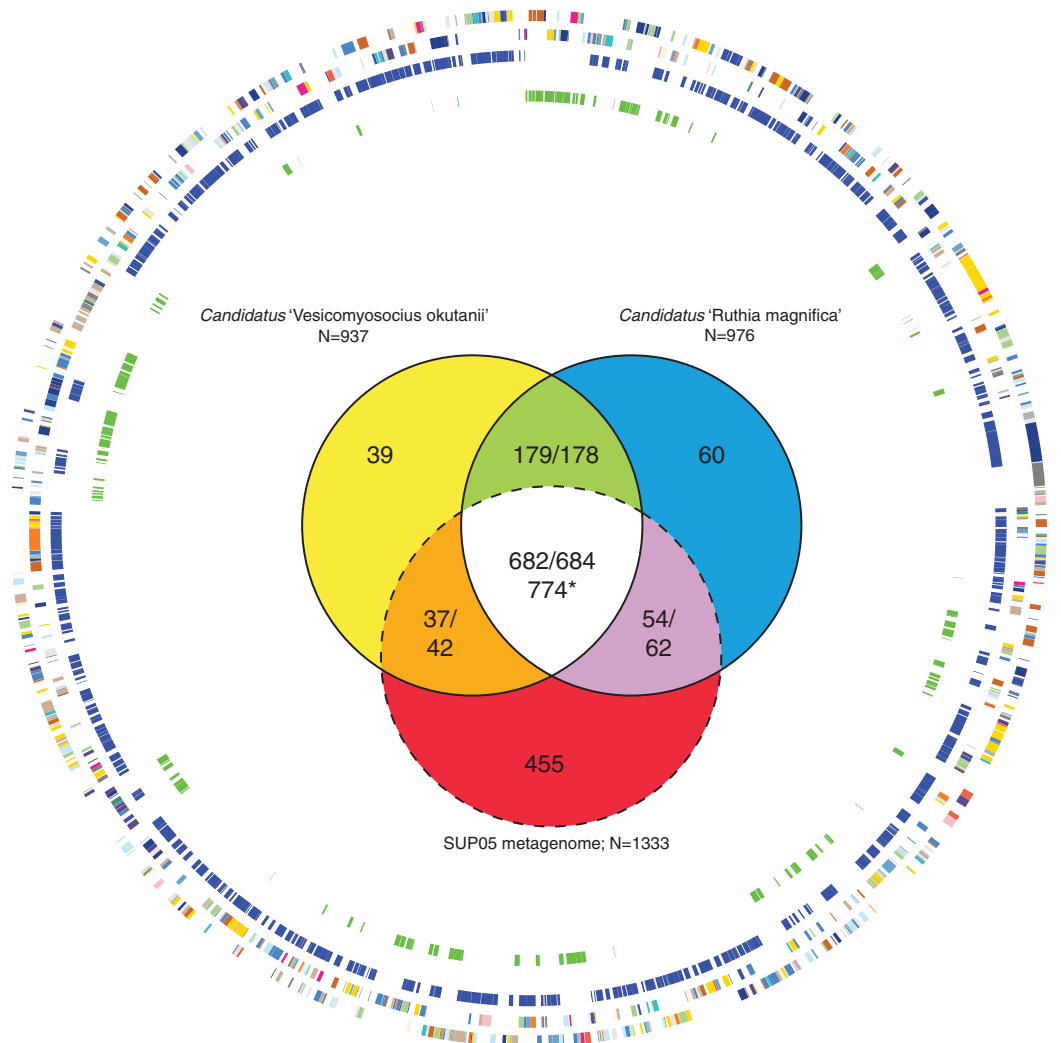 Candidatus ‘Vesicomyosocius okutanii’
N=937
Candidatus ‘Ruthia magnifica’
N=976
39
179/178
60
682/684
774*
37/
42
54/
62
455
SUP05 metagenome; N=1333